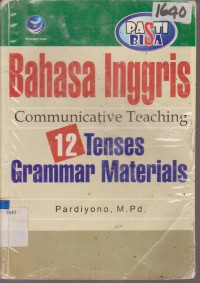 1640
PASTI
BISA
Bahasa Inggris
Communicative Teaching
12 Tenses
Grammar Materials
Pardiyono, M.Pd.